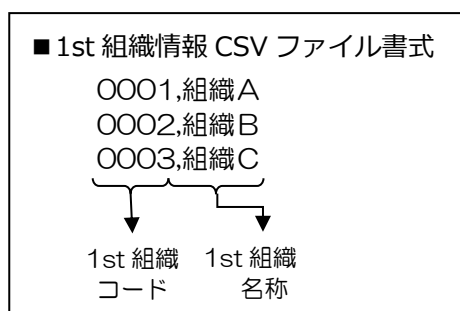 ■1st 組織情報 CSV ファイル書式
0001,組織A
0002,組織B
0003,組織C
1st 組織 1st 組織
コード 名称